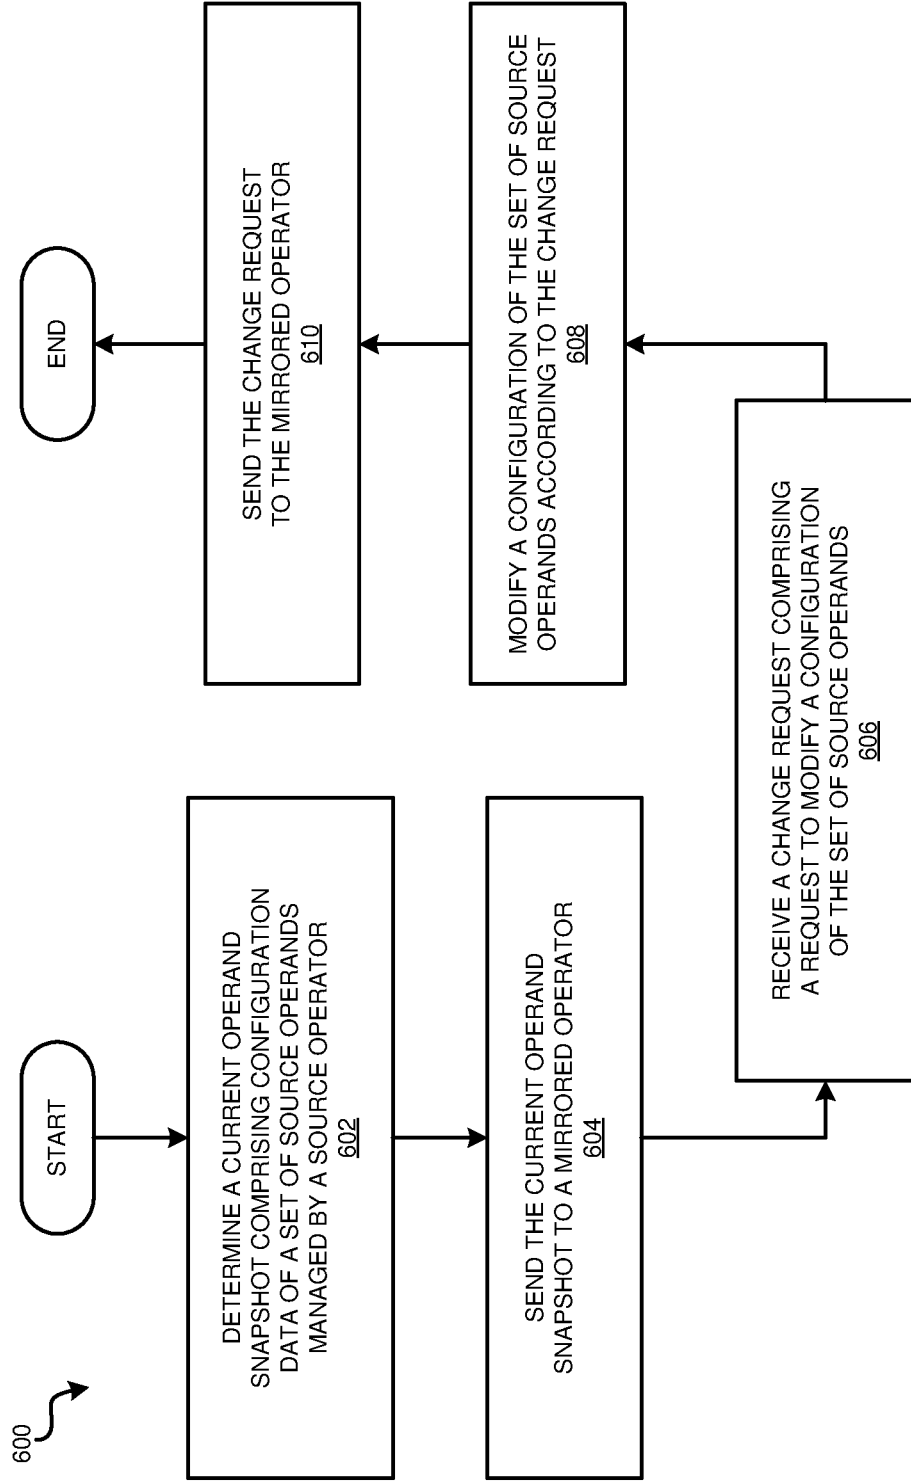 600
START
DETERMINE A CURRENT OPERAND
SNAPSHOT COMPRISING CONFIGURATION
DATA OF A SET OF SOURCE OPERANDS
MANAGED BY A SOURCE OPERATOR
602
SEND THE CURRENT OPERAND
SNAPSHOT TO A MIRRORED OPERATOR
604
RECEIVE A CHANGE REQUEST COMPRISING
A REQUEST TO MODIFY A CONFIGURATION
OF THE SET OF SOURCE OPERANDS
606
MODIFY A CONFIGURATION OF THE SET OF SOURCE
OPERANDS ACCORDING TO THE CHANGE REQUEST
608
SEND THE CHANGE REQUEST
TO THE MIRRORED OPERATOR
610
END